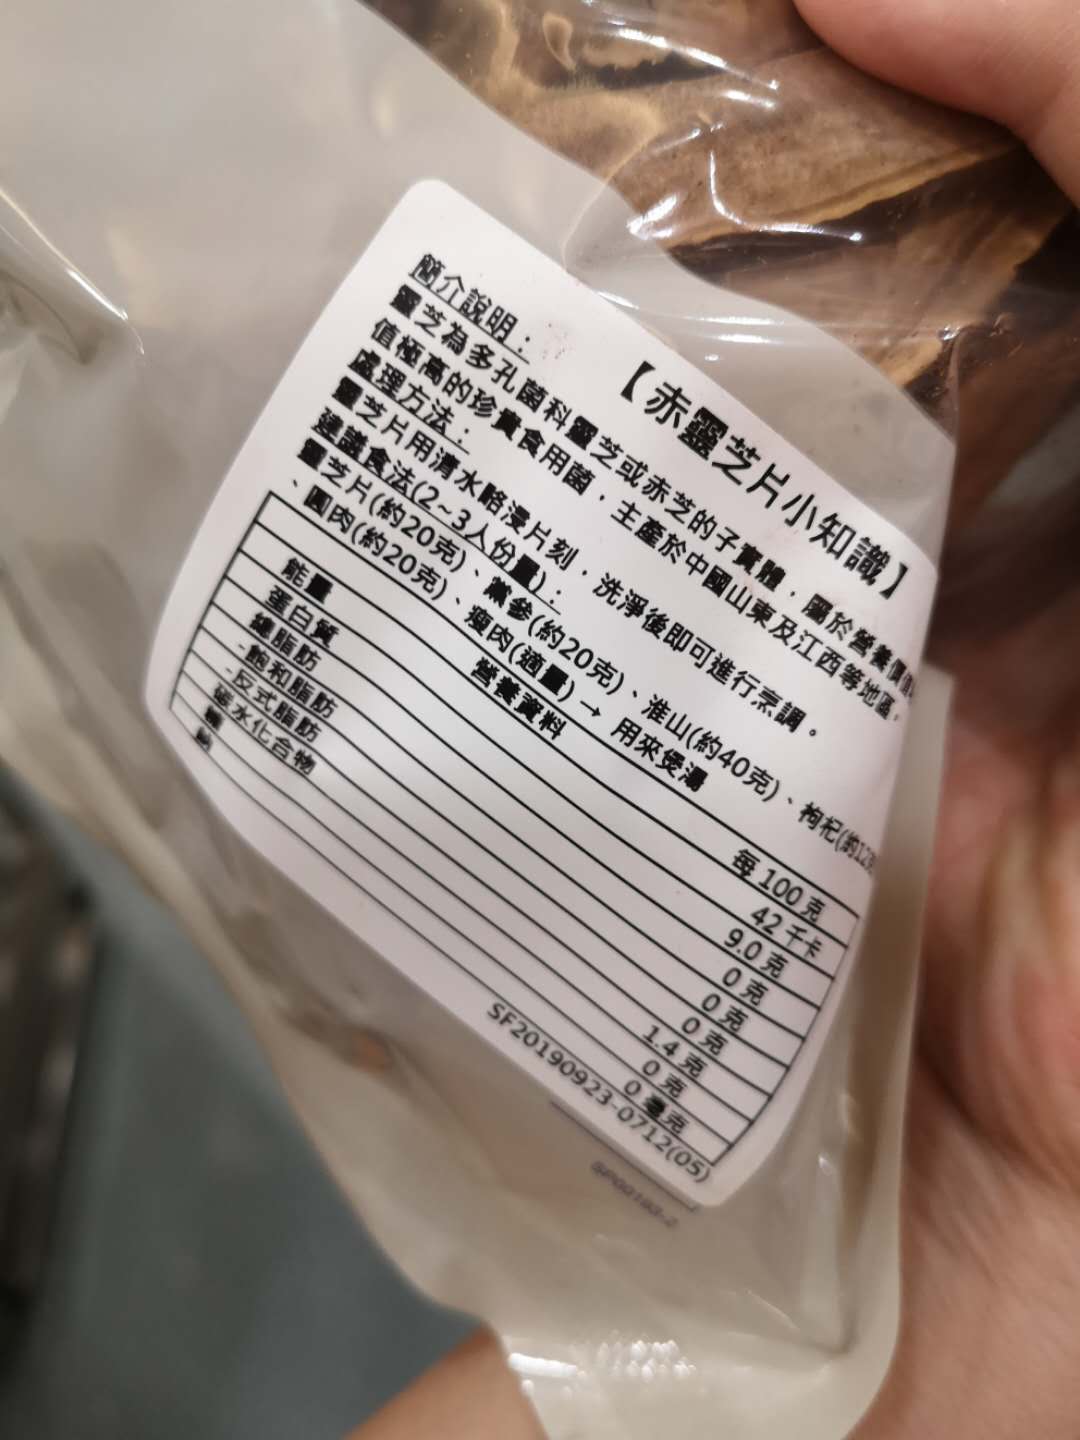 【赤靈芝片小知識】
簡介說明：
靈芝為多孔菌科靈芝或赤芝的子實體，屬於營養價值
值極高的珍貴食用菌，主產於中國山東及江西等地區。
處理方法：
靈芝片用清水略浸片刻，洗淨後即可進行烹調。
建議食法(2~3人份量)：
靈芝片(約20克)、黨參(約20克)、淮山(約40克)、枸杞(約12克)
、圓肉(約20克)、瘦肉(適量)→ 用來煲湯
營養資料
每 100 克
能量 42 千卡
蛋白質 9.0 克
總脂肪 0 克
-飽和脂肪 0 克
-反式脂肪 0 克
碳水化合物 1.4 克
糖 0 克
鈉 0 毫克
SF20190923-0712(05)